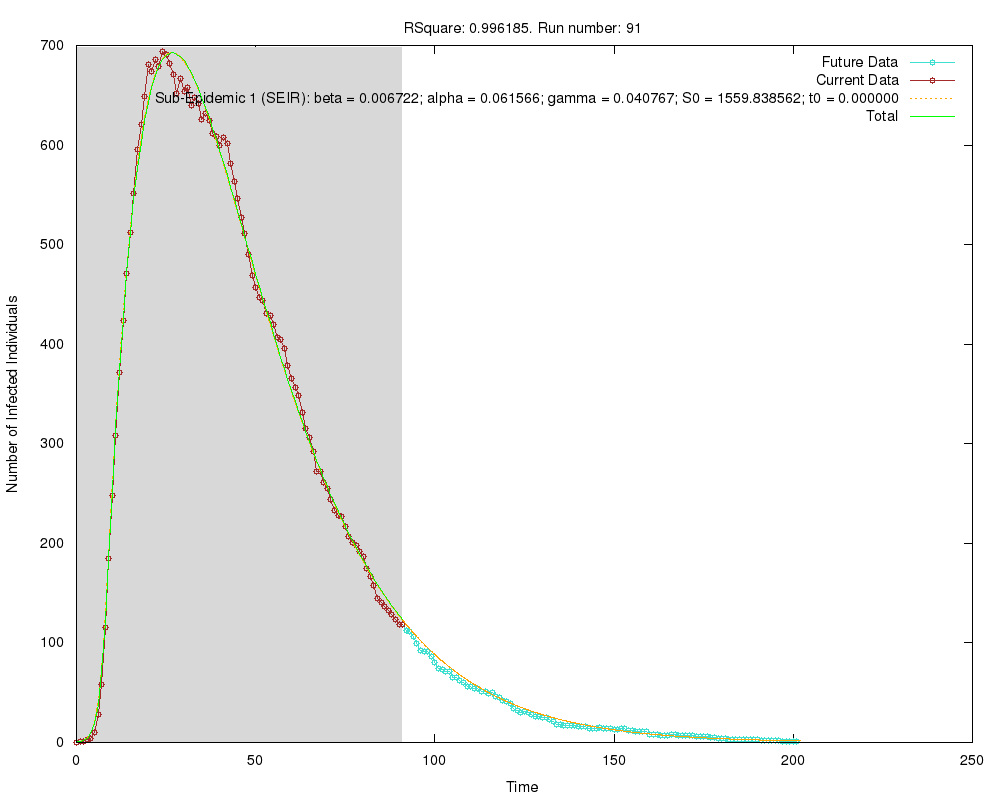 RSquare: 0.996185. Run number: 91
700
600
500
400
300
200
100
0
0
50
100
150
200
250
Number of Infected Individuals
Time
Future Data
Current Data
Sub-Epidemic 1 (SEIR): beta = 0.006722; alpha = 0.061566; gamma = 0.040767; S0 = 1559.838562; t0 = 0.000000
Total